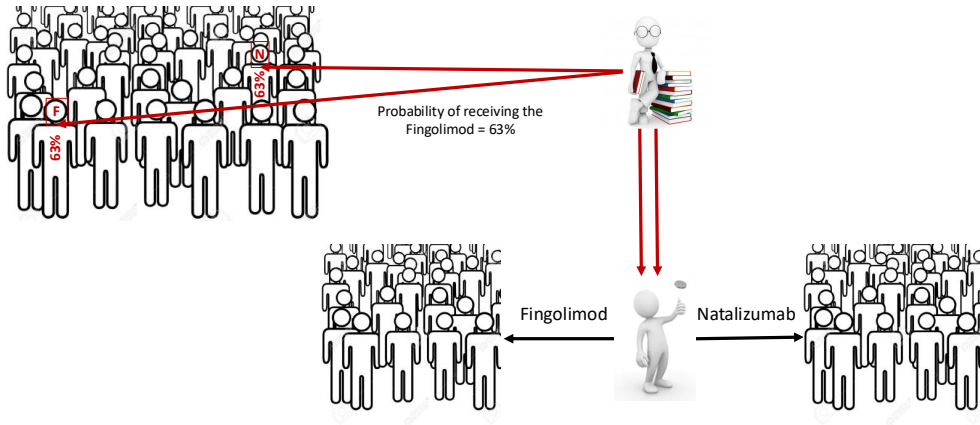 N
63%
F
63%
Probability of receiving the
Fingolimod = 63%
Fingolimod
Natalizumab